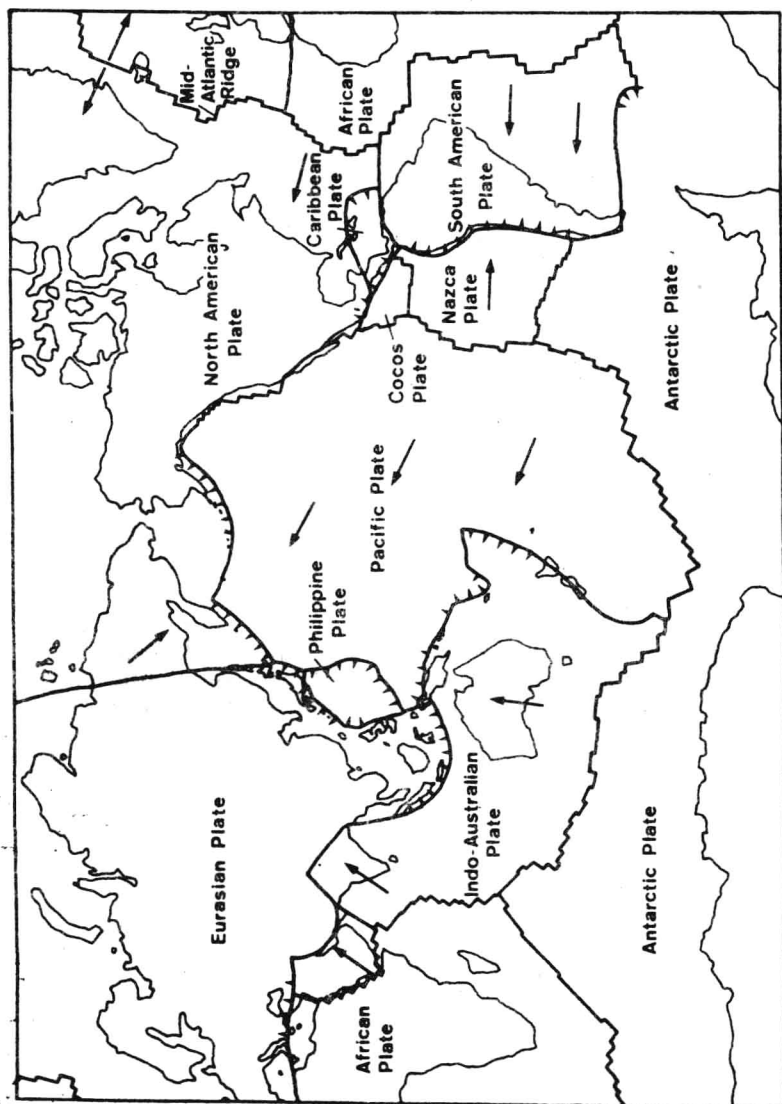 Mid-
Atlantic
Ridge
Eurasian Plate
North American
Plate
Philippine
Plate
Caribbean
Plate
African
Plate
African
Plate
Pacific Plate
Cocos
Plate
Nazca
Plate
South American
Plate
Indo-Australian
Plate
Antarctic Plate
Antarctic Plate